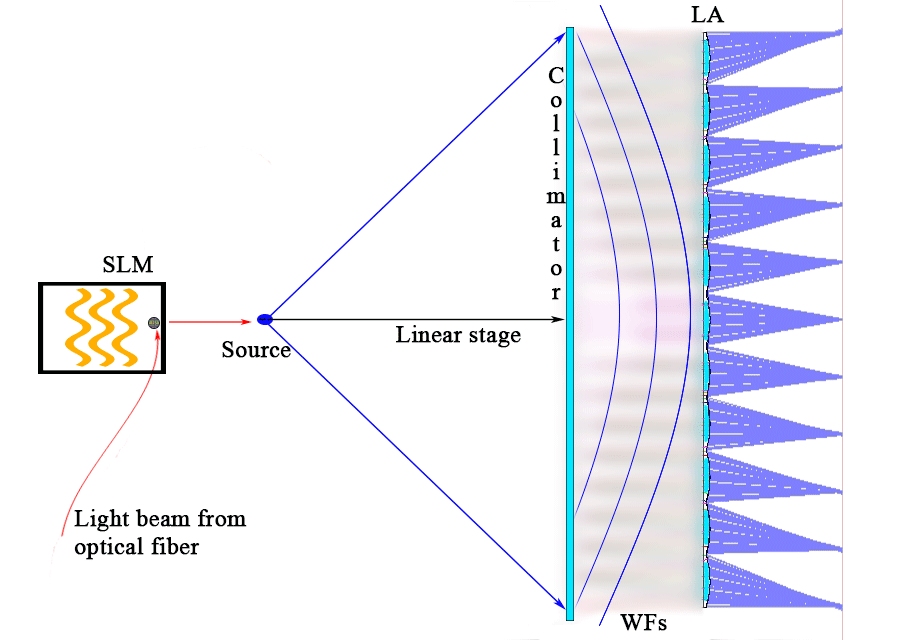 LA
Collimator
SLM
Source
Linear stage
Light beam from
optical fiber
WFs